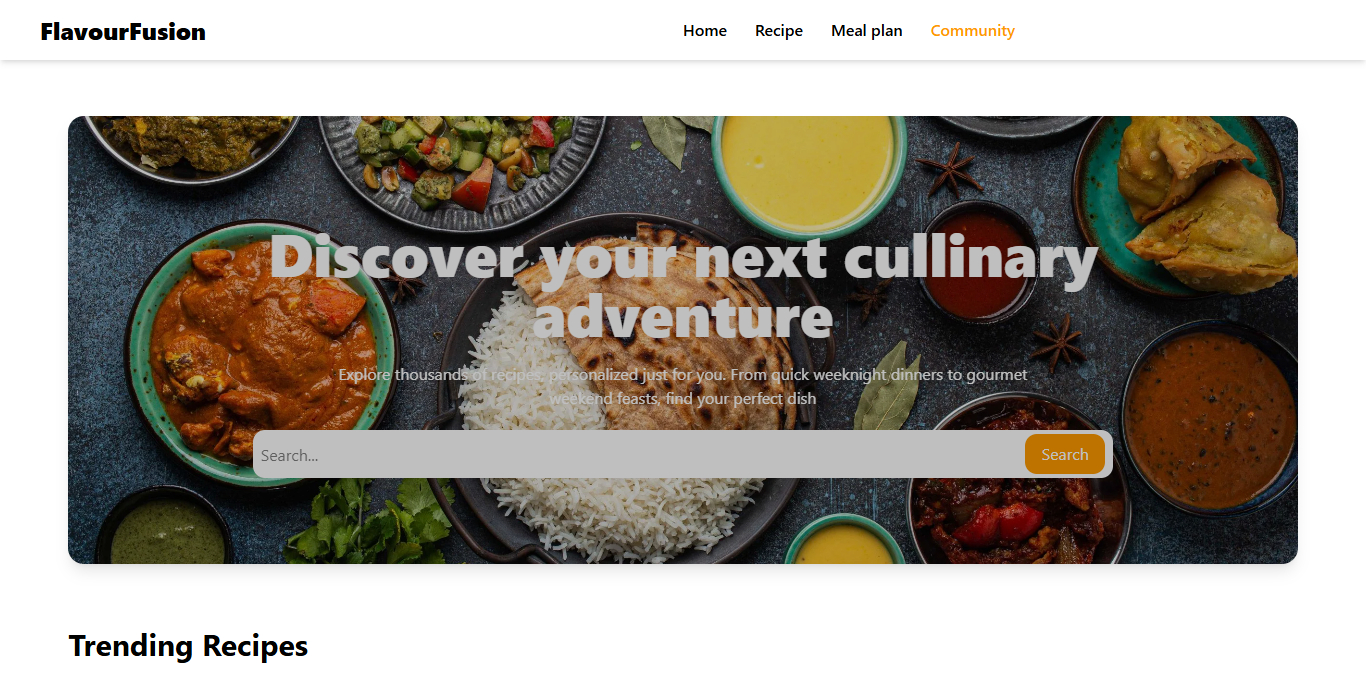 FlavourFusion
Home Recipe Meal plan Community
Discover your next cullinary
adventure
Explore thousands of recipes, personalized just for you. From quick weeknight dinners to gourmet
weekend feasts, find your perfect dish
Search... Search
Trending Recipes